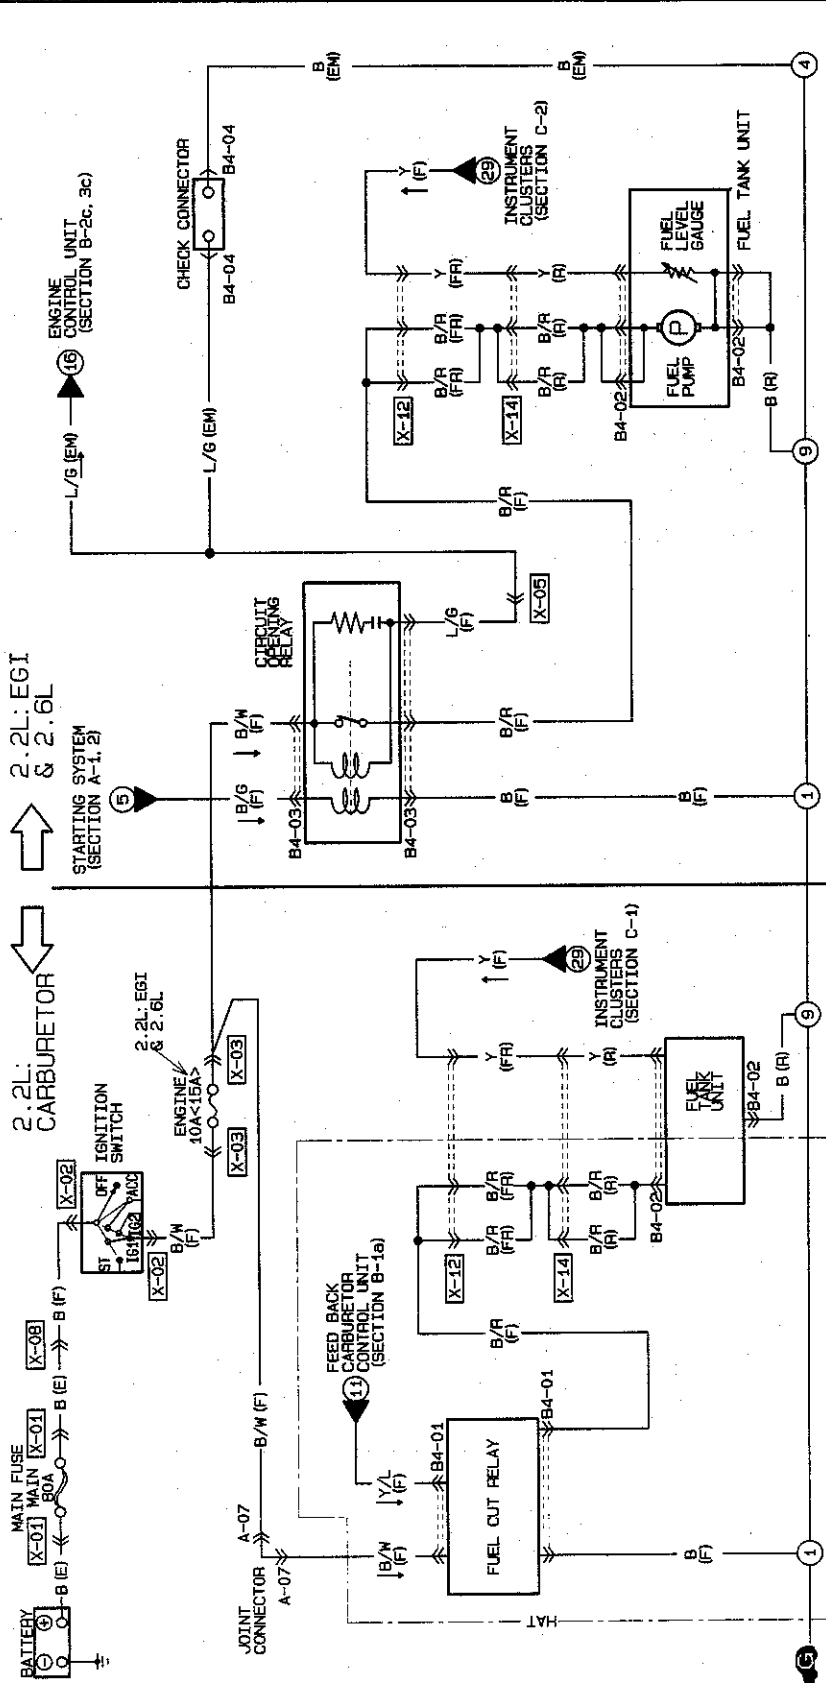 2.2L:
CARBURETOR
2.2L: EGI
& 2.6L
BATTERY
B (E)
X-01
MAIN FUSE
MAIN
80A
X-01
B (E)
X-08
B (F)
X-02
IGNITION
SWITCH
OFF
ACC
IG2
IG1
ST
X-02
B/W
(F)
X-03
ENGINE
10A<15A>
2.2L: EGI
& 2.6L
X-03
B/W (F)
JOINT
CONNECTOR
A-07
A-07
B/W
(F)
Y/L
(F)
11
FEED BACK
CARBURETOR
CONTROL UNIT
(SECTION B-1a)
B4-01
FUEL CUT RELAY
B4-01
B
(F)
1
B/R
(F)
X-12
B/R
(FR)
B/R
(FR)
Y
(FR)
X-14
B/R
(R)
B/R
(R)
Y
(R)
B4-02
FUEL
TANK
UNIT
B4-02
B (R)
9
Y
(F)
29
INSTRUMENT
CLUSTERS
(SECTION C-1)
HAT
G
STARTING SYSTEM
(SECTION A-1, 2)
5
B/G
(F)
B/W
(F)
B4-03
CIRCUIT
OPENING
RELAY
B4-03
B
(F)
B
(F)
1
B/R
(F)
L/G
(F)
X-05
L/G (EM)
16
ENGINE
CONTROL UNIT
(SECTION B-2c, 3c)
L/G (EM)
B4-04
CHECK CONNECTOR
B4-04
B
(EM)
B
(EM)
4
B/R
(F)
X-12
B/R
(FR)
B/R
(FR)
Y
(FR)
X-14
B/R
(R)
B/R
(R)
Y
(R)
Y
(F)
29
INSTRUMENT
CLUSTERS
(SECTION C-2)
B4-02
FUEL
PUMP
P
FUEL
LEVEL
GAUGE
FUEL TANK UNIT
B4-02
B (R)
9